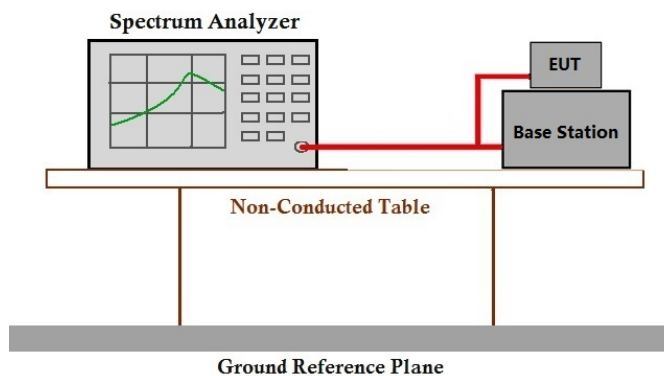 Spectrum Analyzer
EUT
Base Station
Non-Conducted Table
Ground Reference Plane